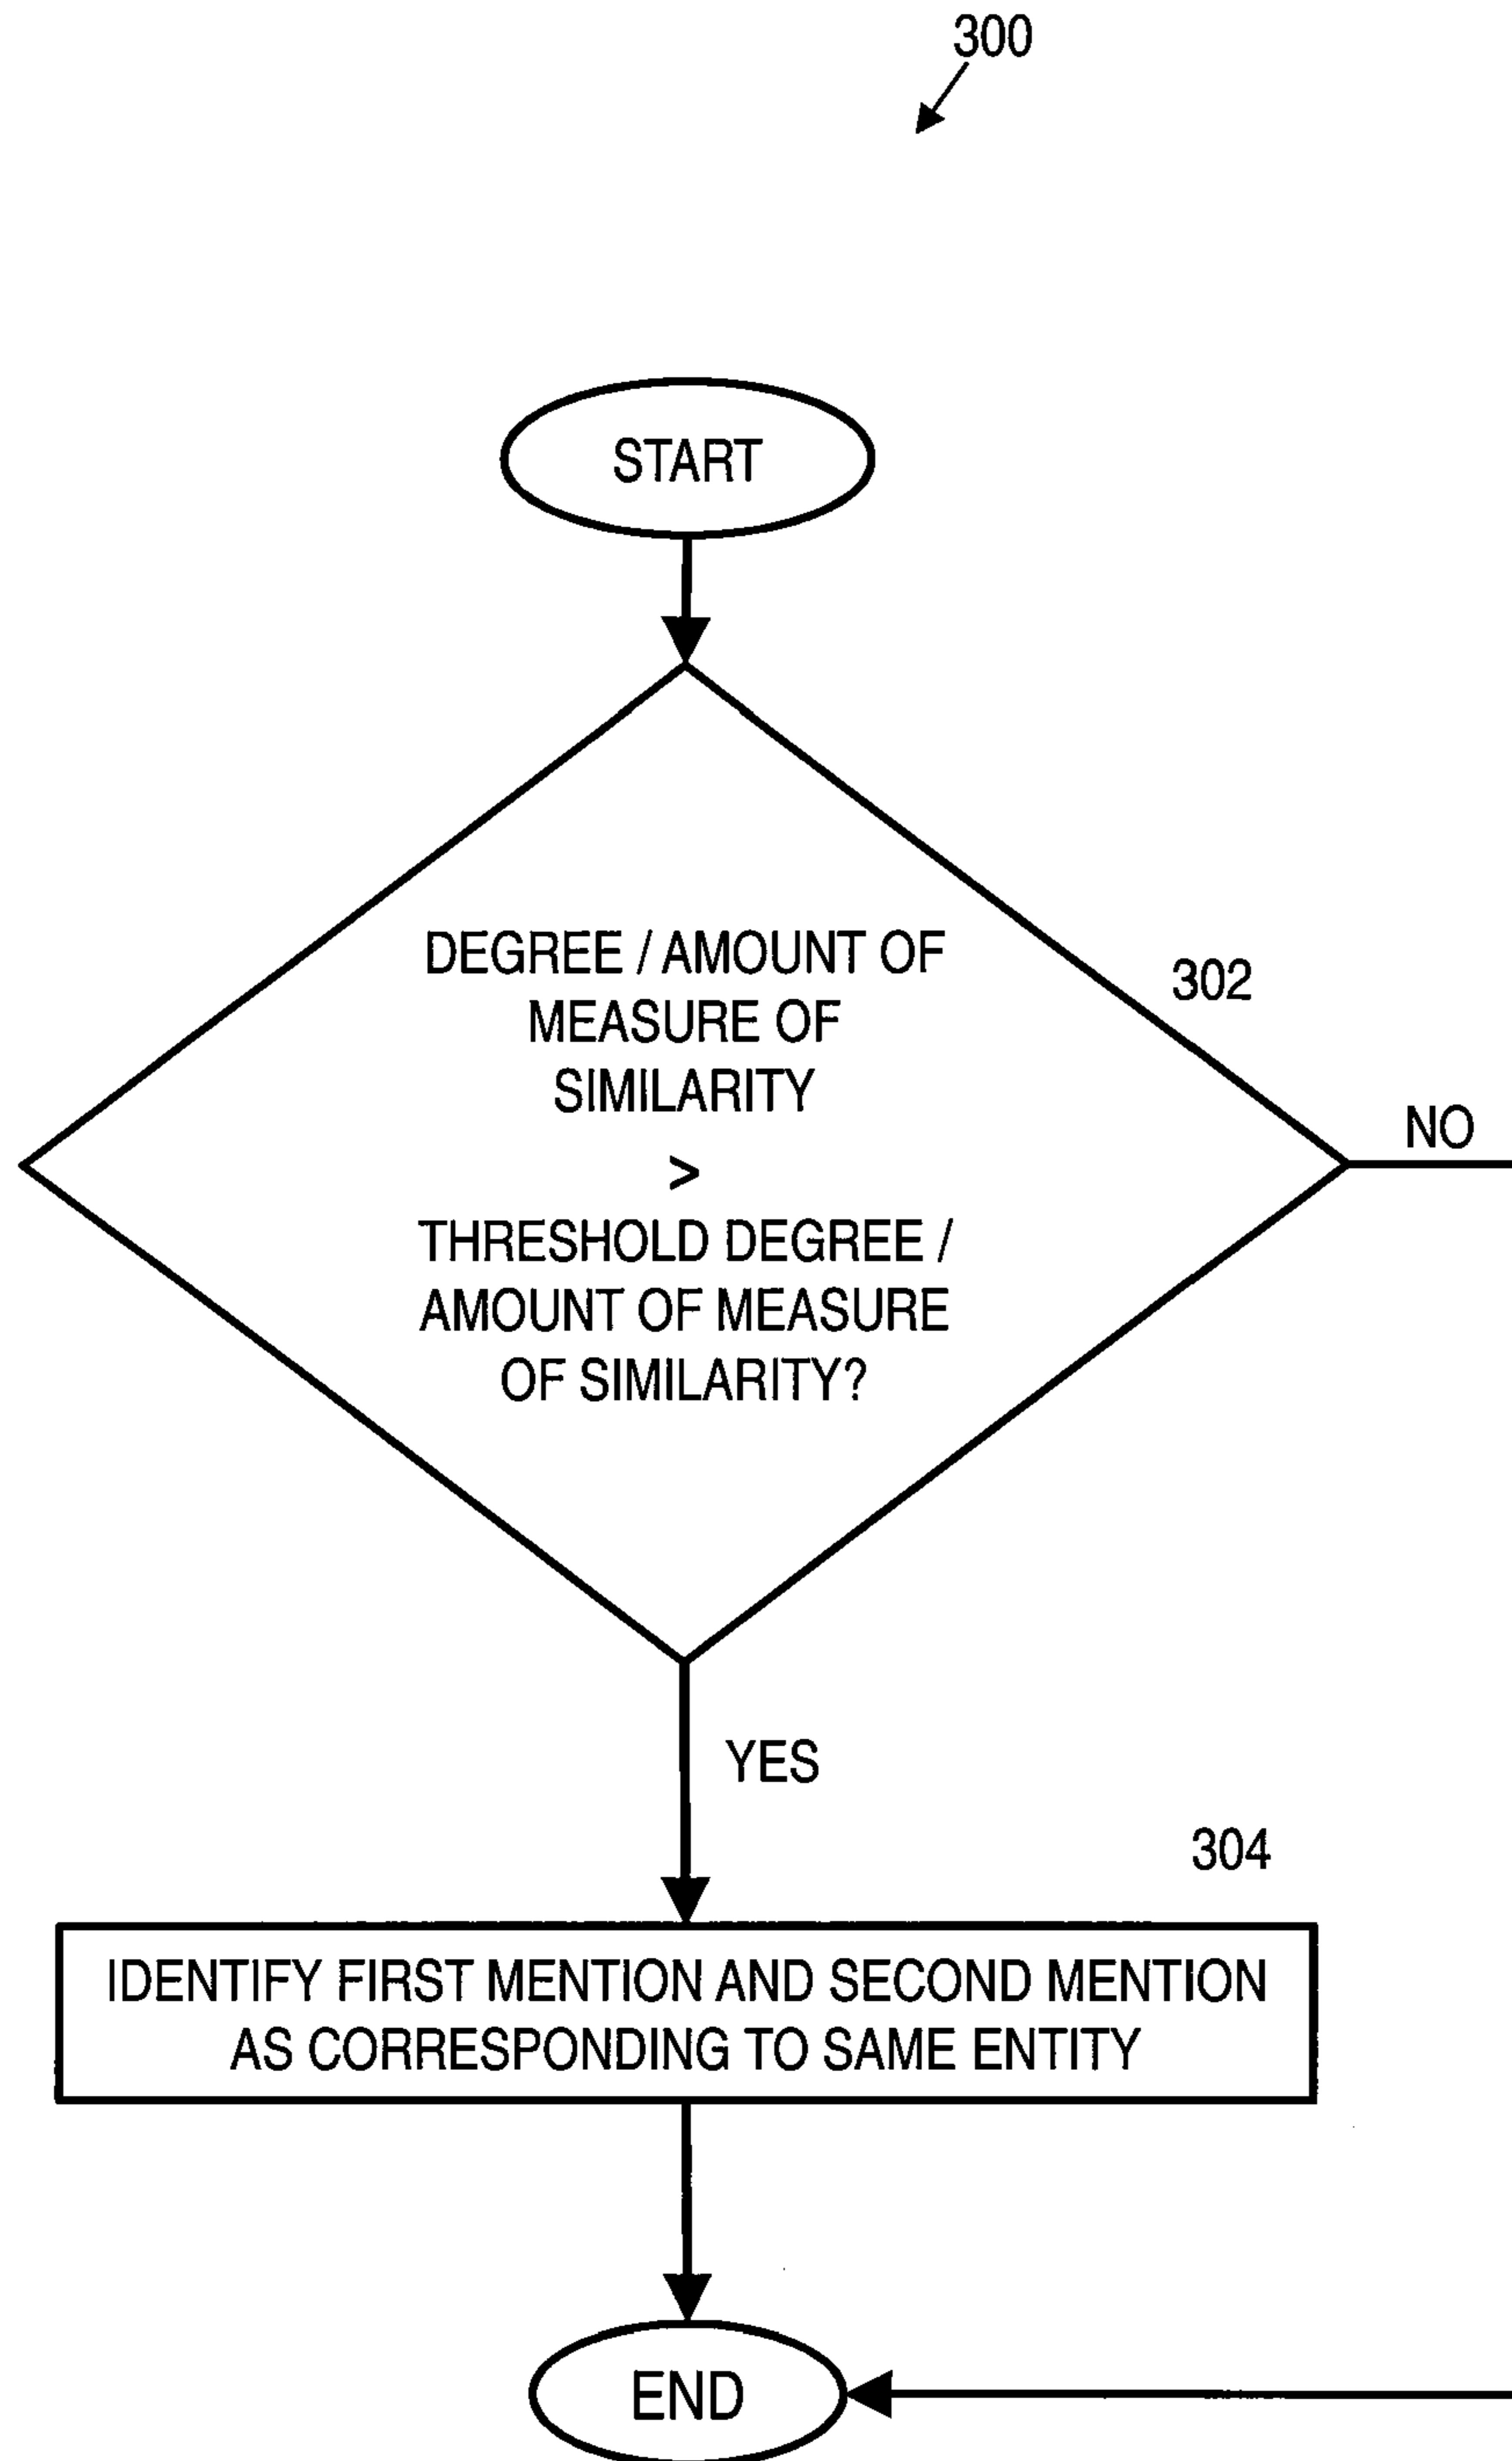 300
START
DEGREE / AMOUNT OF
MEASURE OF
SIMILARITY
>
THRESHOLD DEGREE /
AMOUNT OF MEASURE
OF SIMILARITY?
302
NO
YES
304
IDENTIFY FIRST MENTION AND SECOND MENTION
AS CORRESPONDING TO SAME ENTITY
END